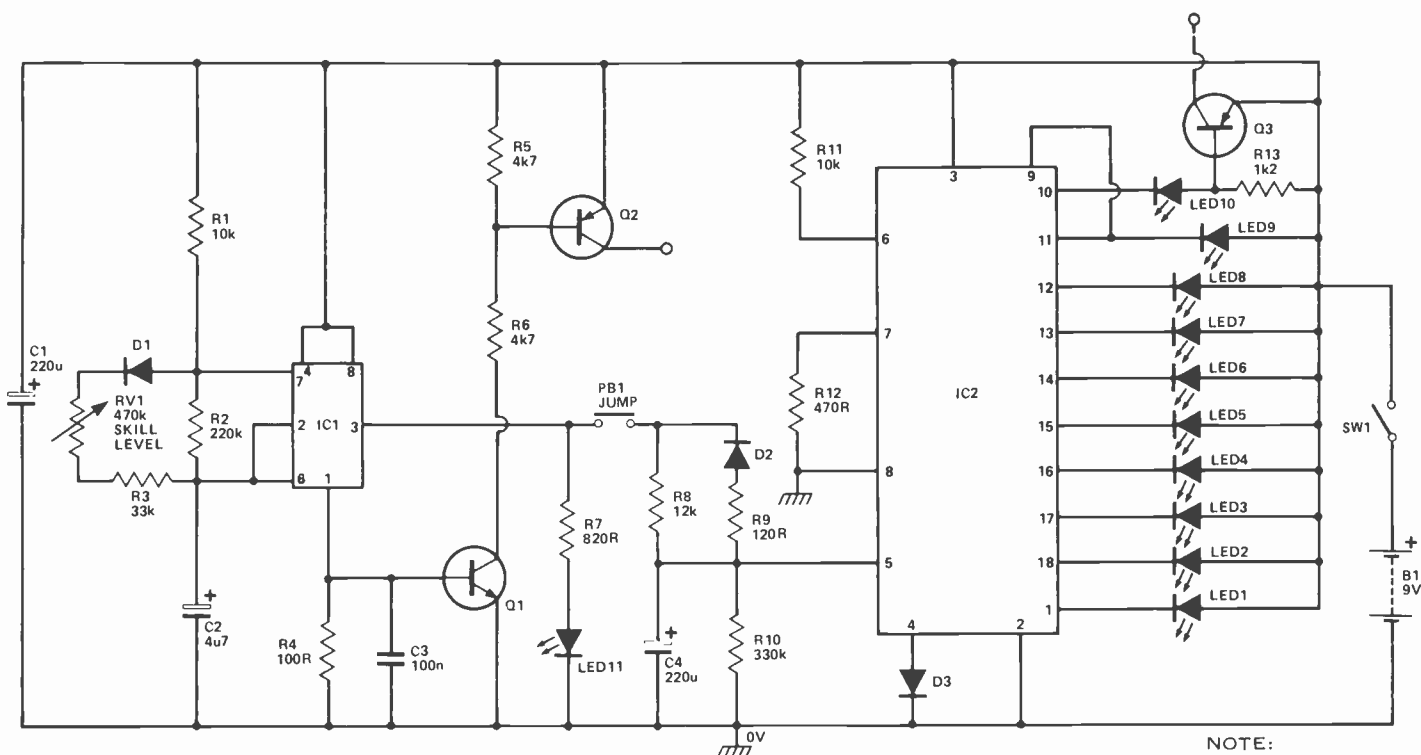 C1
220u
+
R1
10k
D1
RV1
470k
SKILL
LEVEL
R2
220k
R3
33k
+
C2
4u7
4
8
7
2
IC1
3
6
1
R4
100R
C3
100n
R5
4k7
R6
4k7
Q2
Q1
R7
820R
LED11
PB1
JUMP
R8
12k
D2
R9
120R
+
C4
220u
R10
330k
0V
R11
10k
R12
470R
3
9
6
7
IC2
8
5
4
2
10
11
12
13
14
15
16
17
18
1
D3
Q3
R13
1k2
LED10
LED9
LED8
LED7
LED6
LED5
LED4
LED3
LED2
LED1
SW1
+
B1
9V
NOTE: